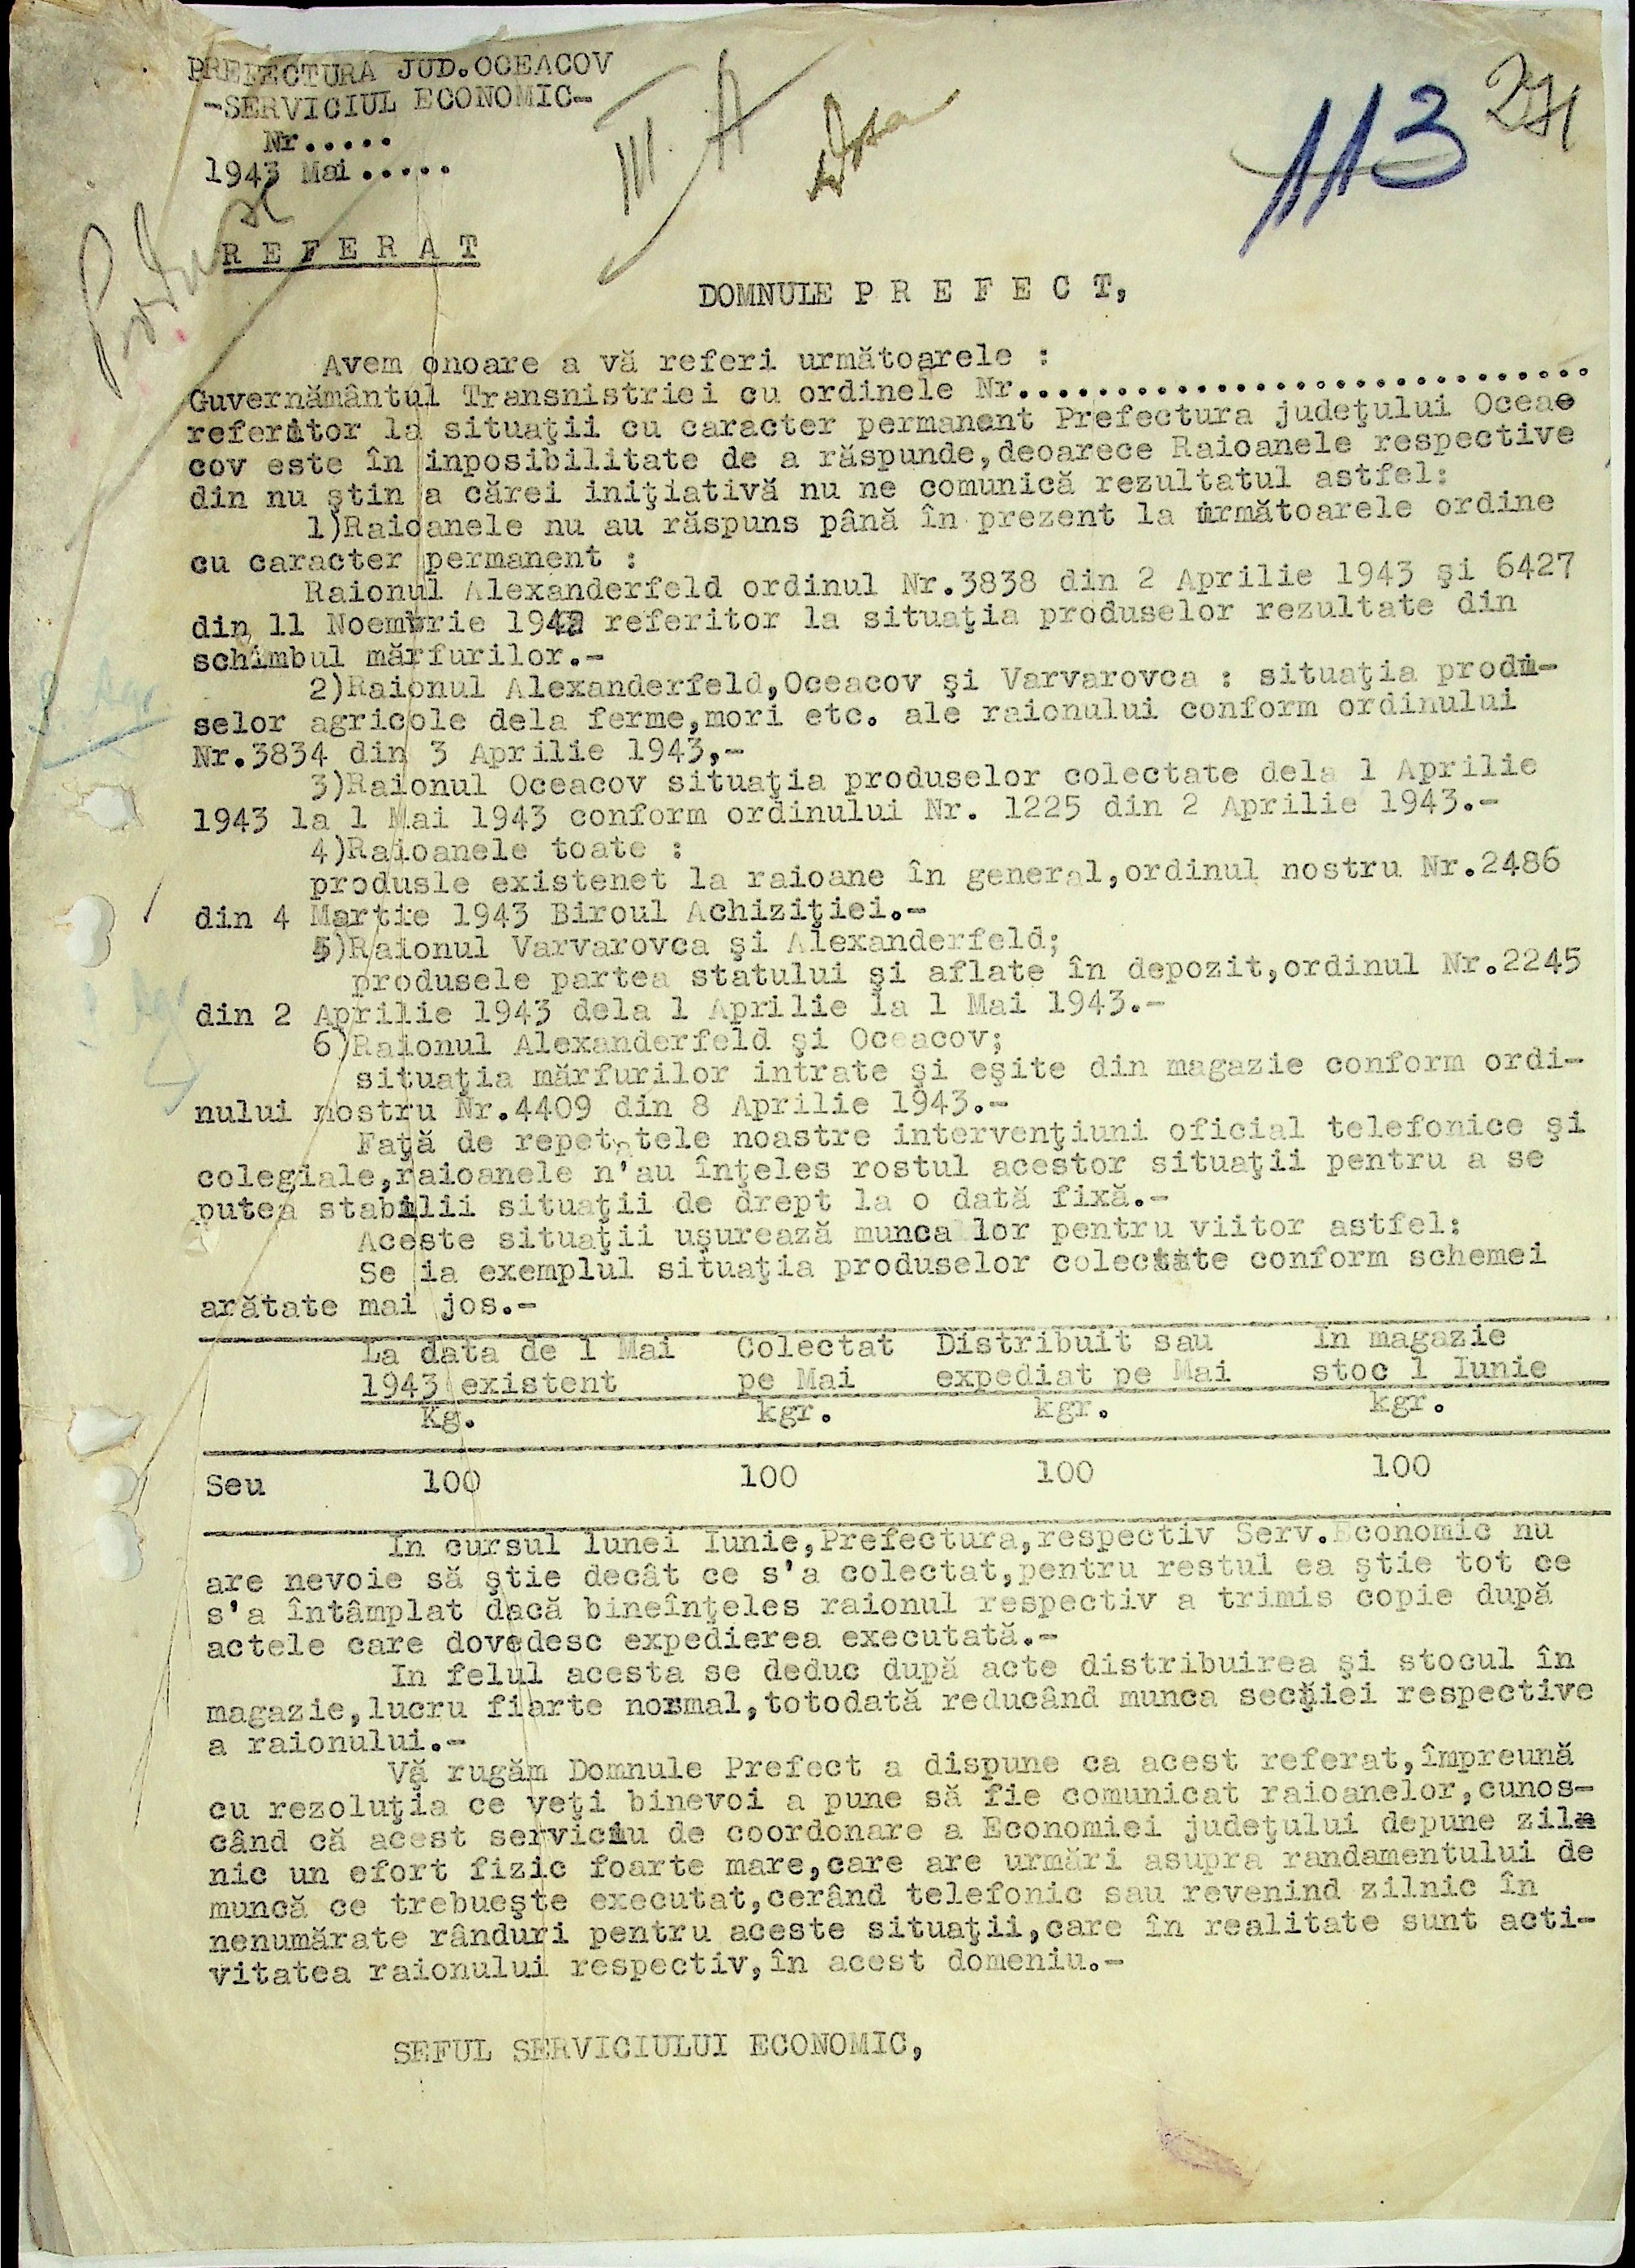 PREFECTURA JUD.OCEACOV
-SERVICIUL ECONOMIC-
Nr.....
1943 Mai.....
III A
113
R E F E R A T
DOMNULE P R E F E C T,
Avem onoare a vă referi următoarele :
Guvernământul Transnistriei cu ordinele Nr..............................
referitor la situaţii cu caracter permanent Prefectura judeţului Oceac
cov este în inposibilitate de a răspunde,deoarece Raioanele respective
din nu ştin a cărei iniţiativă nu ne comunică rezultatul astfel:
1)Raioanele nu au răspuns până în prezent la următoarele ordine
cu caracter permanent :
Raionul Alexanderfeld ordinul Nr.3838 din 2 Aprilie 1943 şi 6427
din 11 Noembrie 1942 referitor la situaţia produselor rezultate din
schimbul mărfurilor.-
2)Raionul Alexanderfeld,Oceacov şi Varvarovca : situaţia produ-
selor agricole dela ferme,mori etc. ale raionului conform ordinului
Nr.3834 din 3 Aprilie 1943,-
3)Raionul Oceacov situaţia produselor colectate dela 1 Aprilie
1943 la 1 Mai 1943 conform ordinului Nr. 1225 din 2 Aprilie 1943.-
4)Raioanele toate :
produsle existenet la raioane în general,ordinul nostru Nr.2486
din 4 Martie 1943 Biroul Achiziţiei.-
5)Raionul Varvarovca şi Alexanderfeld;
produsele partea statului şi aflate în depozit,ordinul Nr.2245
din 2 Aprilie 1943 dela 1 Aprilie la 1 Mai 1943.-
6)Raionul Alexanderfeld şi Oceacov;
situaţia mărfurilor intrate şi eşite din magazie conform ordi-
nului nostru Nr.4409 din 8 Aprilie 1943.-
Faţă de repetatele noastre intervenţiuni oficial telefonice şi
colegiale,raioanele n'au înţeles rostul acestor situaţii pentru a se
putea stabilii situaţii de drept la o dată fixă.-
Aceste situaţii uşurează munca lor pentru viitor astfel:
Se ia exemplul situaţia produselor colectate conform schemei
arătate mai jos.-
La data de 1 Mai Colectat Distribuit sau In magazie
1943 existent pe Mai expediat pe Mai stoc 1 Iunie
Kg. kgr. kgr. kgr.
Seu 100 100 100 100
In cursul lunei Iunie,Prefectura,respectiv Serv.Economic nu
are nevoie să ştie decât ce s'a colectat,pentru restul ea ştie tot ce
s'a întâmplat dacă bineînţeles raionul respectiv a trimis copie după
actele care dovedesc expedierea executată.-
In felul acesta se deduc după acte distribuirea şi stocul în
magazie,lucru fiarte normal,totodată reducând munca secţiei respective
a raionului.-
Vă rugăm Domnule Prefect a dispune ca acest referat,împreună
cu rezoluţia ce veţi binevoi a pune să fie comunicat raioanelor,cunos-
când că acest serviciu de coordonare a Economiei judeţului depune zil-
nic un efort fizic foarte mare,care are urmări asupra randamentului de
muncă ce trebueşte executat,cerând telefonic sau revenind zilnic în
nenumărate rânduri pentru aceste situaţii,care în realitate sunt acti-
vitatea raionului respectiv,în acest domeniu.-
SEFUL SERVICIULUI ECONOMIC,